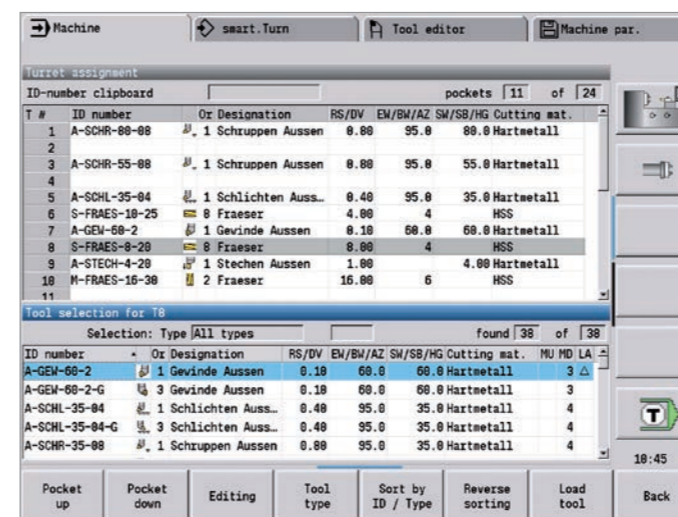 Machine smart.Turn Tool editor Machine par.
Turret assignment
ID-number clipboard pockets 11 of 24
T # ID number Or Designation RS/DV EW/BW/AZ SW/SB/HG Cutting mat.
1 A-SCHR-80-08 1 Schruppen Aussen 0.80 95.0 80.0 Hartmetall
2
3 A-SCHR-55-08 1 Schruppen Aussen 0.80 95.0 55.0 Hartmetall
4
5 A-SCHL-35-04 1 Schlichten Auss… 0.40 95.0 35.0 Hartmetall
6 S-FRAES-10-25 8 Fraeser 4.00 4 HSS
7 A-GEW-60-2 1 Gewinde Aussen 0.10 60.0 60.0 Hartmetall
8 S-FRAES-8-20 8 Fraeser 8.00 4 HSS
9 A-STECH-4-20 1 Stechen Aussen 1.00 4.00 Hartmetall
10 M-FRAES-16-30 2 Fraeser 16.00 6 HSS
11
Tool selection for T8
Selection: Type All types found 38 of 38
ID number Or Designation RS/DV EW/BW/AZ SW/SB/HG Cutting mat. MU MD LA
A-GEW-60-2 1 Gewinde Aussen 0.10 60.0 60.0 Hartmetall 3
A-GEW-60-2-G 3 Gewinde Aussen 0.10 60.0 60.0 Hartmetall 3
A-SCHL-35-04 1 Schlichten Auss… 0.40 95.0 35.0 Hartmetall 4
A-SCHL-35-04-G 3 Schlichten Auss… 0.40 95.0 35.0 Hartmetall 4
A-SCHR-35-08 1 Schruppen Aussen 0.80 95.0 35.0 Hartmetall 4
T
10:45
Pocket up Pocket down Editing Tool type Sort by ID / Type Reverse sorting Load tool Back